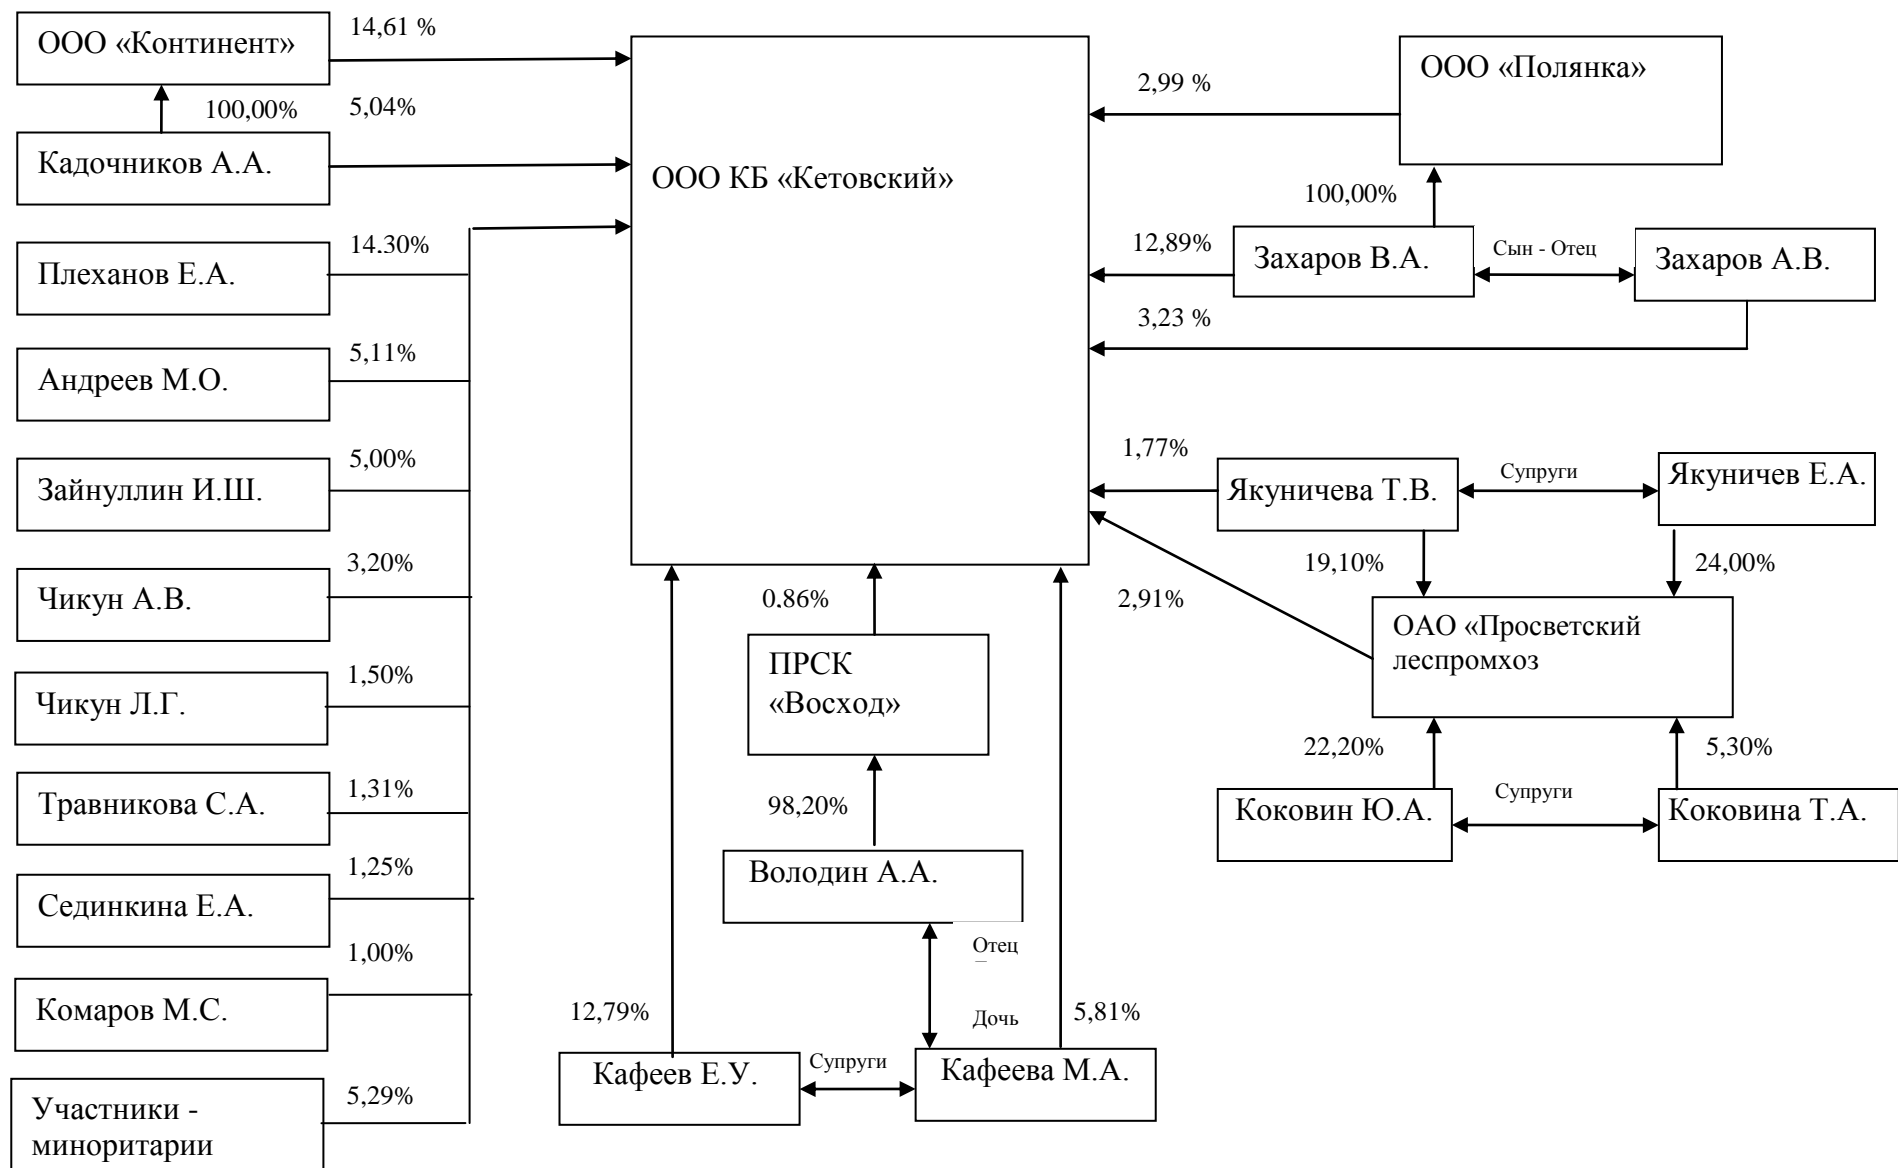 ООО «Континент»
14,61 %
100,00%
5,04%
Кадочников А.А.
Плеханов Е.А.
14,30%
Андреев М.О.
5,11%
Зайнуллин И.Ш.
5,00%
Чикун А.В.
3,20%
Чикун Л.Г.
1,50%
Травникова С.А.
1,31%
Сединкина Е.А.
1,25%
Комаров М.С.
1,00%
Участники -
миноритарии
5,29%
ООО КБ «Кетовский»
ООО «Полянка»
2,99 %
100,00%
12,89%
Захаров В.А.
Сын - Отец
Захаров А.В.
3,23 %
1,77%
Якуничева Т.В.
Супруги
Якуничев Е.А.
19,10%
24,00%
2,91%
ОАО «Просветский
леспромхоз
22,20%
5,30%
Коковин Ю.А.
Супруги
Коковина Т.А.
0,86%
ПРСК
«Восход»
98,20%
Володин А.А.
Отец
Дочь
12,79%
5,81%
Кафеев Е.У.
Супруги
Кафеева М.А.